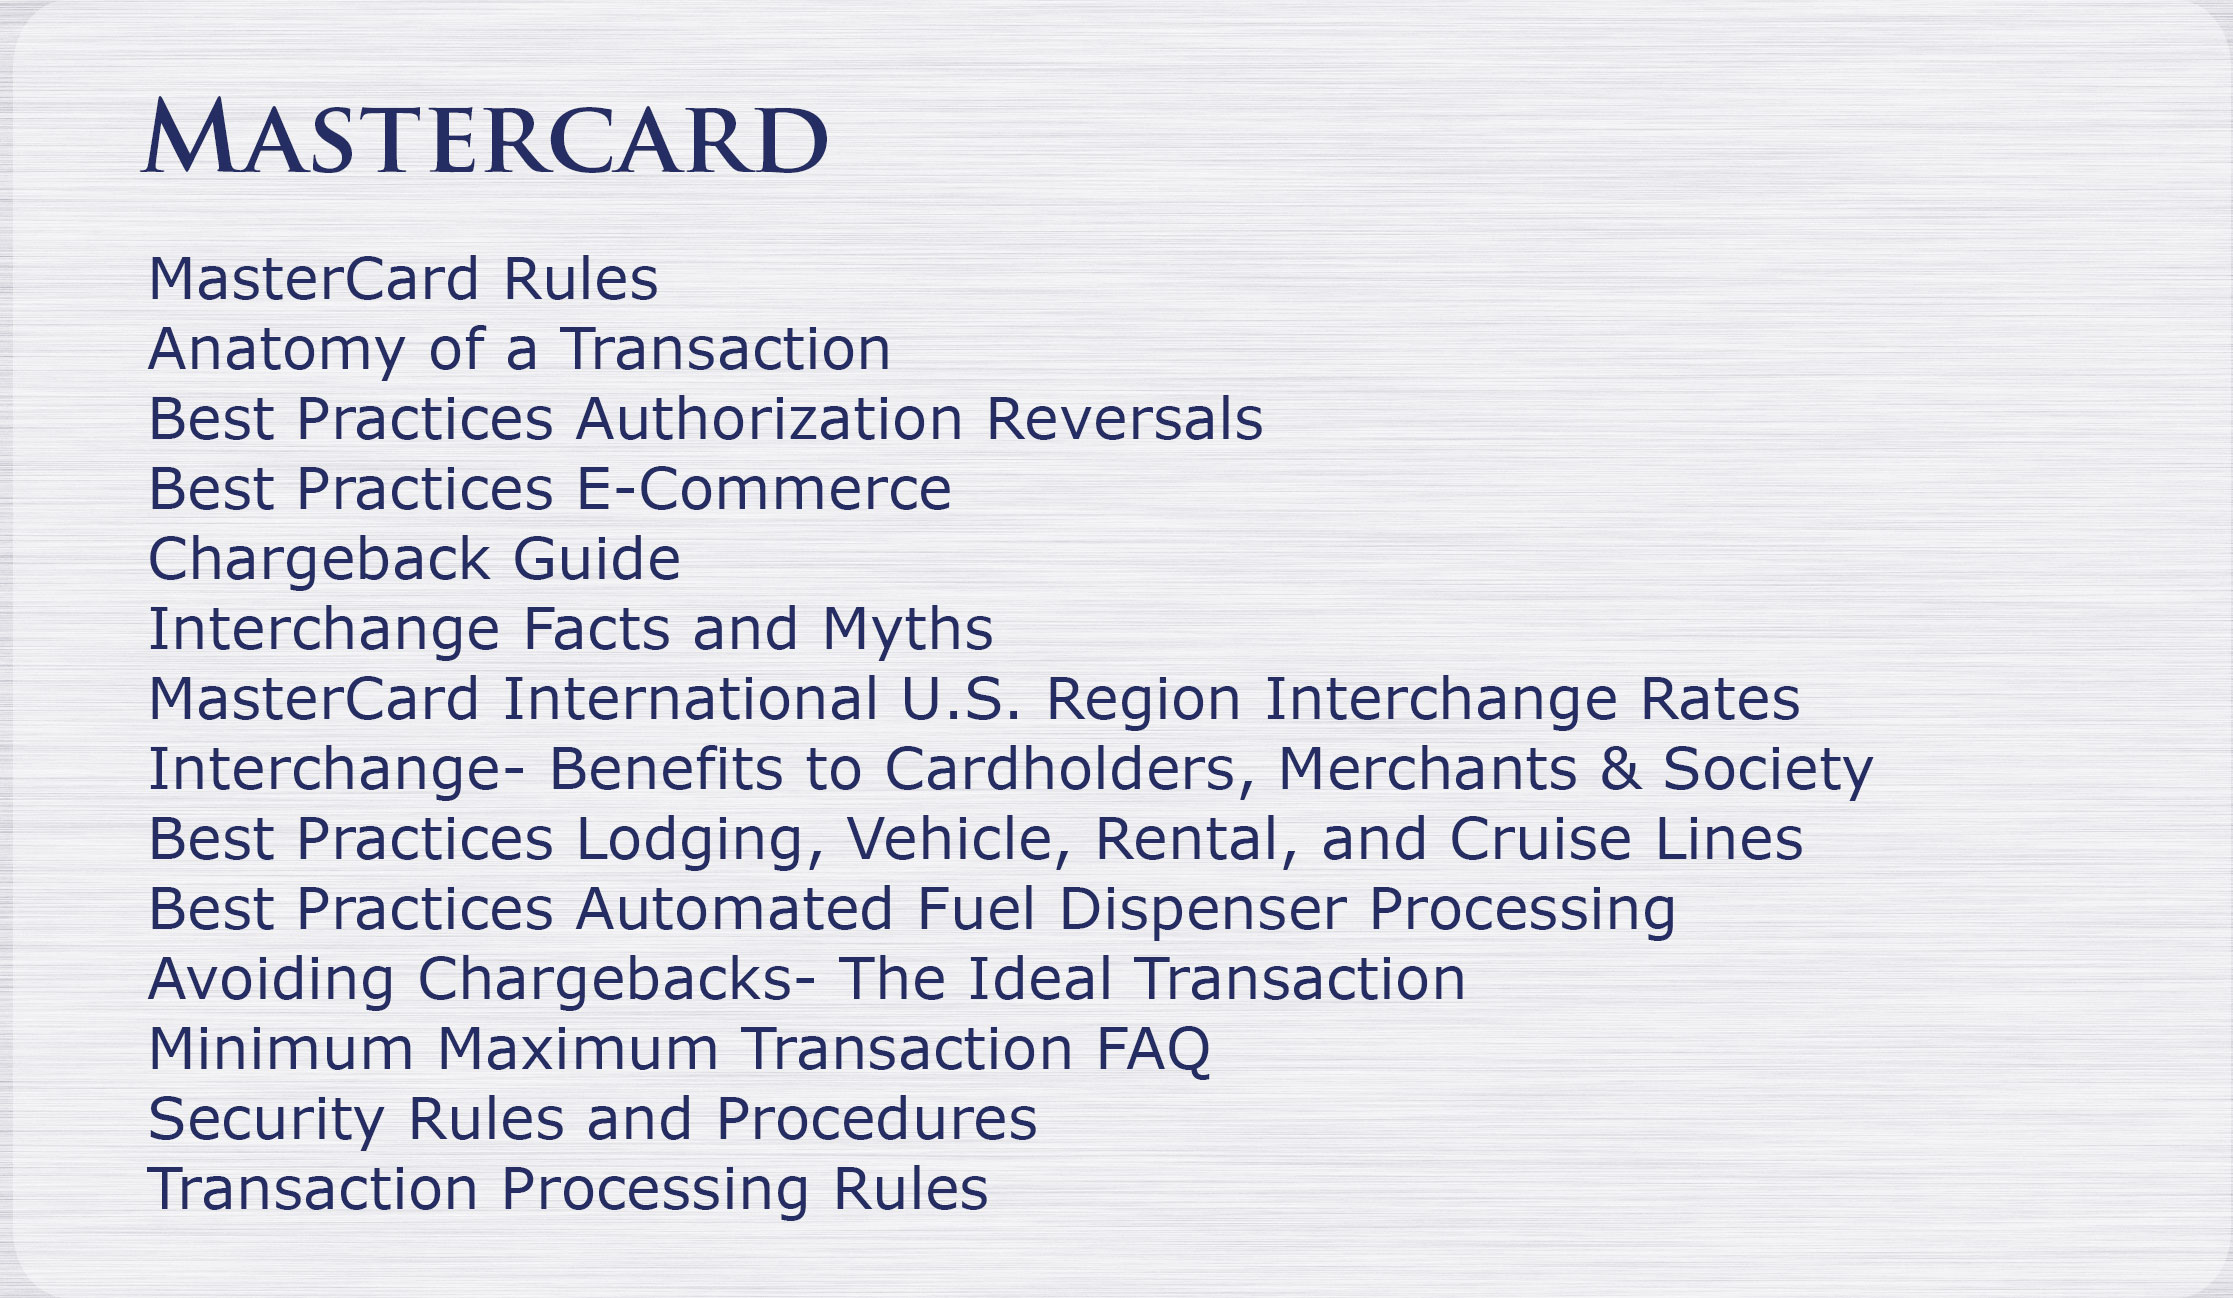 MASTERCARD
MasterCard Rules
Anatomy of a Transaction
Best Practices Authorization Reversals
Best Practices E-Commerce
Chargeback Guide
Interchange Facts and Myths
MasterCard International U.S. Region Interchange Rates
Interchange- Benefits to Cardholders, Merchants & Society
Best Practices Lodging, Vehicle, Rental, and Cruise Lines
Best Practices Automated Fuel Dispenser Processing
Avoiding Chargebacks- The Ideal Transaction
Minimum Maximum Transaction FAQ
Security Rules and Procedures
Transaction Processing Rules